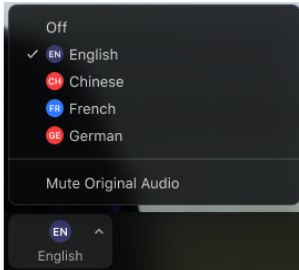 Off
EN English
CH Chinese
FR French
GE German
Mute Original Audio
EN
English